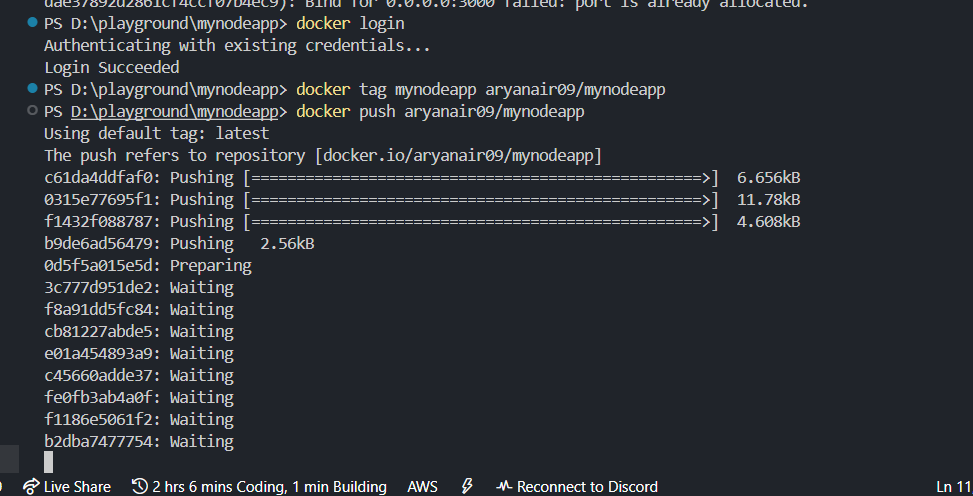 dae37892d2861cf4ccf07b4ec9): Bind for 0.0.0.0:3000 failed: port is already allocated.
PS D:\playground\mynodeapp> docker login
Authenticating with existing credentials...
Login Succeeded
PS D:\playground\mynodeapp> docker tag mynodeapp aryanair09/mynodeapp
PS D:\playground\mynodeapp> docker push aryanair09/mynodeapp
Using default tag: latest
The push refers to repository [docker.io/aryanair09/mynodeapp]
c61da4ddfaf0: Pushing [==================================================>] 6.656kB
0315e77695f1: Pushing [==================================================>] 11.78kB
f1432f088787: Pushing [==================================================>] 4.608kB
b9de6ad56479: Pushing 2.56kB
0d5f5a015e5d: Preparing
3c777d951de2: Waiting
f8a91dd5fc84: Waiting
cb81227abde5: Waiting
e01a454893a9: Waiting
c45660adde37: Waiting
fe0fb3ab4a0f: Waiting
f1186e5061f2: Waiting
b2dba7477754: Waiting
Live Share 2 hrs 6 mins Coding, 1 min Building AWS Reconnect to Discord Ln 11